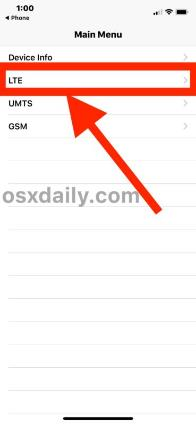 1:00
Phone
Main Menu
Device Info
LTE
UMTS
GSM
osxdaily.com